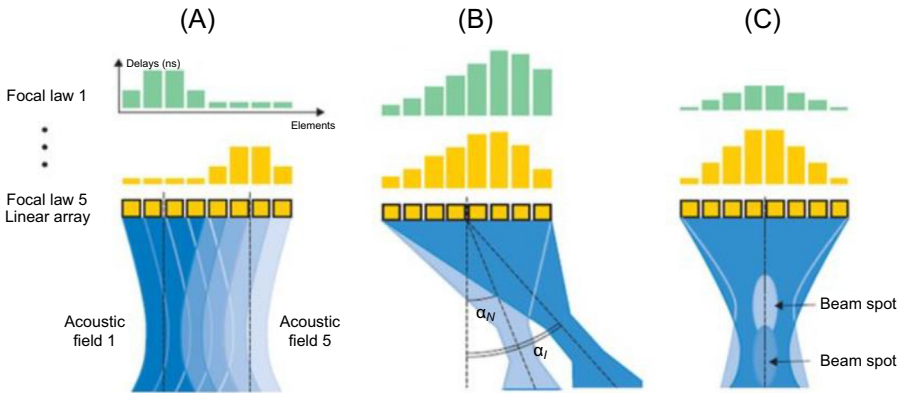 (A)
(B)
(C)
Delays (ns)
Focal law 1
Elements
Focal law 5
Linear array
Acoustic
field 1
Acoustic
field 5
αN
αI
Beam spot
Beam spot